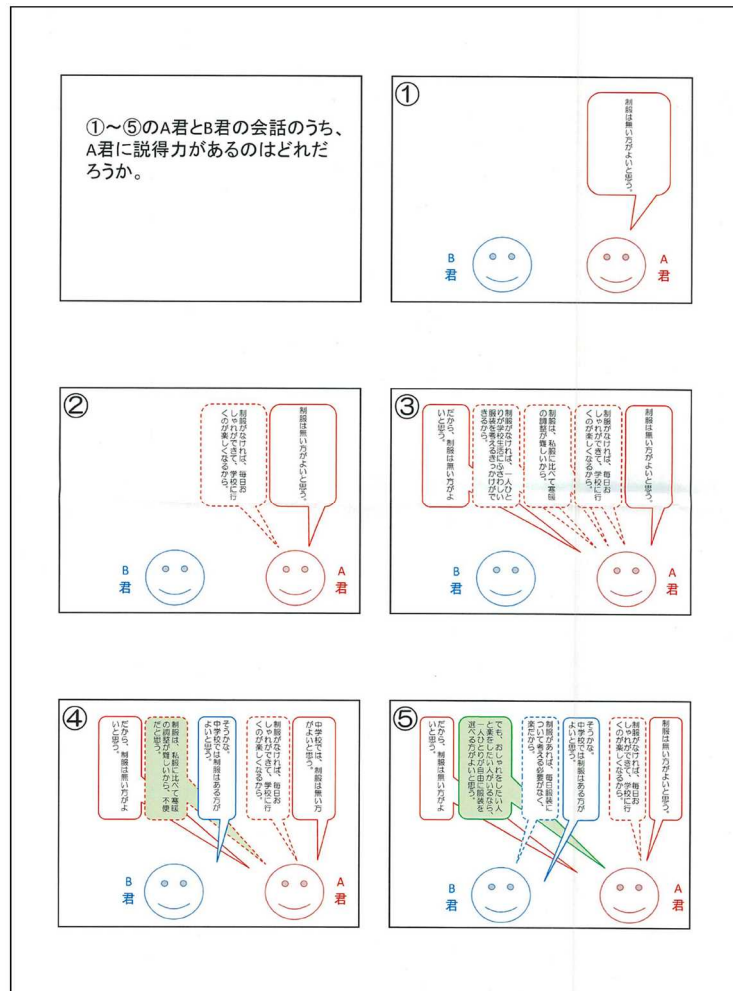 ①～⑤のA君とB君の会話のうち、
A君に説得力があるのはどれだ
ろうか。
①
制服は無い方がよいと思う。
B
君
A
君
②
制服は無い方がよいと思う。
制服がなければ、毎日お
しゃれができて、学校に行
くのが楽しくなるから。
B
君
A
君
③
制服は無い方がよいと思う。
制服がなければ、毎日お
しゃれができて、学校に行
くのが楽しくなるから。
制服は、私服に比べて寒暖
の調整が難しいから。
制服がなければ、一人ひと
りが学校生活にふさわしい
服装を考えるきっかけがで
きるから。
だから、制服は無い方がよ
いと思う。
B
君
A
君
④
中学校では、制服は無い方
がよいと思う。
制服がなければ、毎日お
しゃれができて、学校に行
くのが楽しくなるから。
そうかな。
中学校では制服はある方が
よいと思う。
制服は、私服に比べて寒暖
の調整が難しいから、不便
だと思う。
だから、制服は無い方がよ
いと思う。
B
君
A
君
⑤
制服は無い方がよいと思う。
制服がなければ、毎日お
しゃれができて、学校に行
くのが楽しくなるから。
そうかな。
中学校では制服はある方が
よいと思う。
制服があれば、毎日服装に
ついて考える必要がなく、
楽だから。
でも、おしゃれをしたい人
と楽をしたい人がいるなら、
一人ひとりが自由に服装を
選べる方がよいと思う。
だから、制服は無い方がよ
いと思う。
B
君
A
君